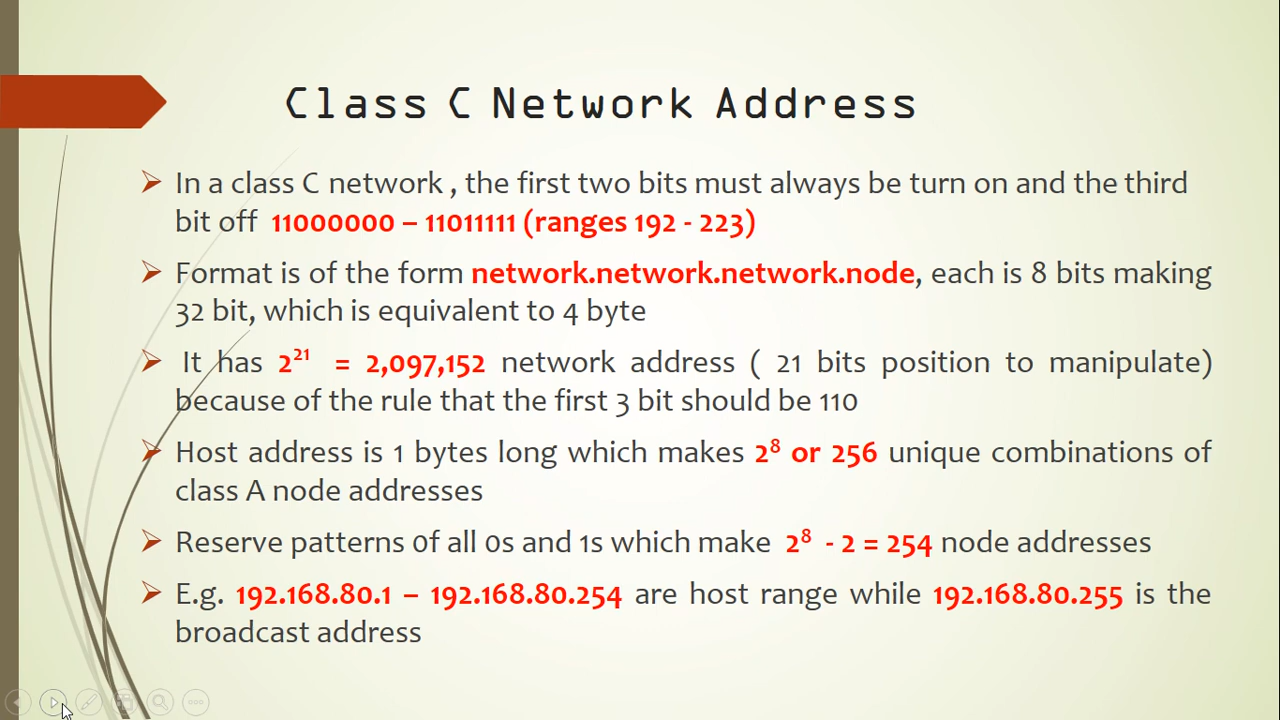 Class C Network Address
In a class C network , the first two bits must always be turn on and the third
bit off 11000000 – 11011111 (ranges 192 - 223)
Format is of the form network.network.network.node, each is 8 bits making
32 bit, which is equivalent to 4 byte
It has 2²¹ = 2,097,152 network address ( 21 bits position to manipulate)
because of the rule that the first 3 bit should be 110
Host address is 1 bytes long which makes 2⁸ or 256 unique combinations of
class A node addresses
Reserve patterns 0f all 0s and 1s which make 2⁸ - 2 = 254 node addresses
E.g. 192.168.80.1 – 192.168.80.254 are host range while 192.168.80.255 is the
broadcast address